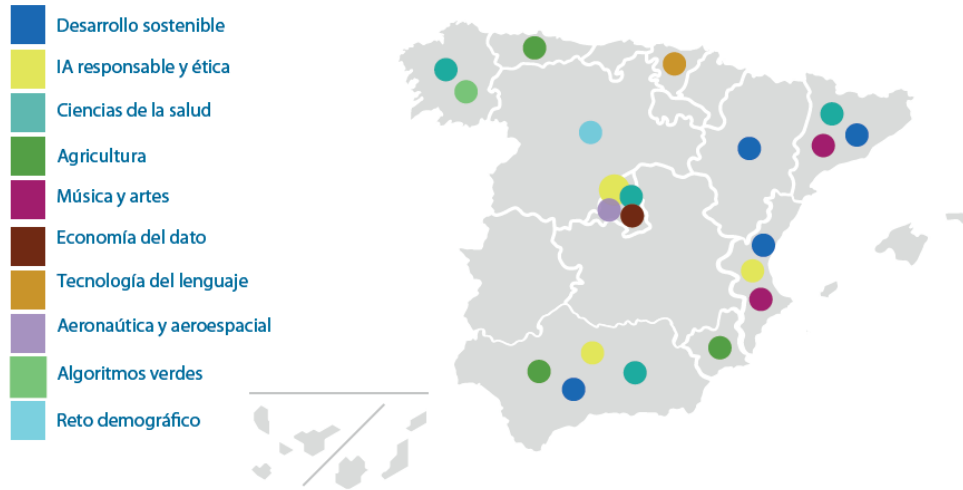 Desarrollo sostenible
IA responsable y ética
Ciencias de la salud
Agricultura
Música y artes
Economía del dato
Tecnología del lenguaje
Aeronaútica y aeroespacial
Algoritmos verdes
Reto demográfico